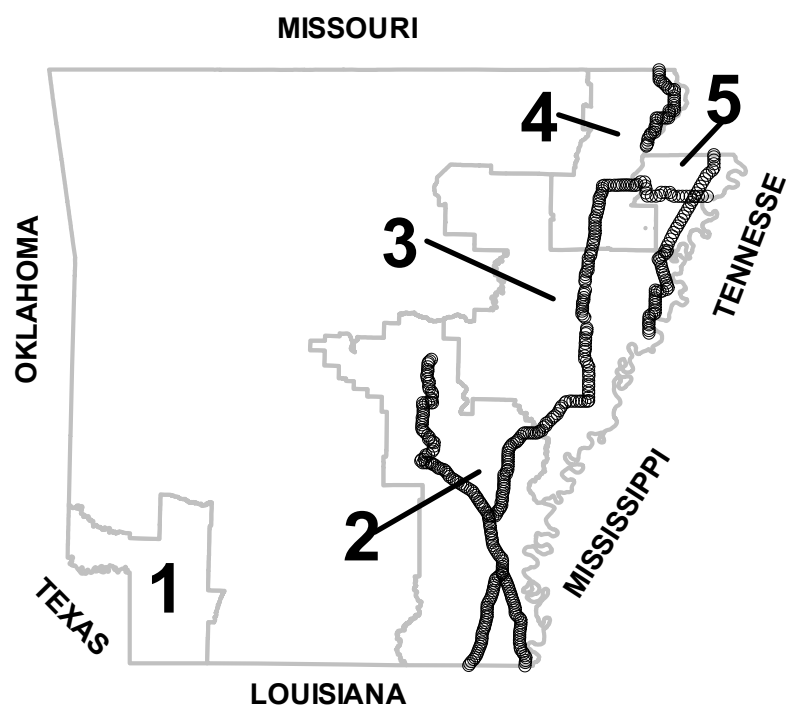 MISSOURI
4
5
OKLAHOMA
3
TENNESSE
2
MISSISSIPPI
1
TEXAS
LOUISIANA